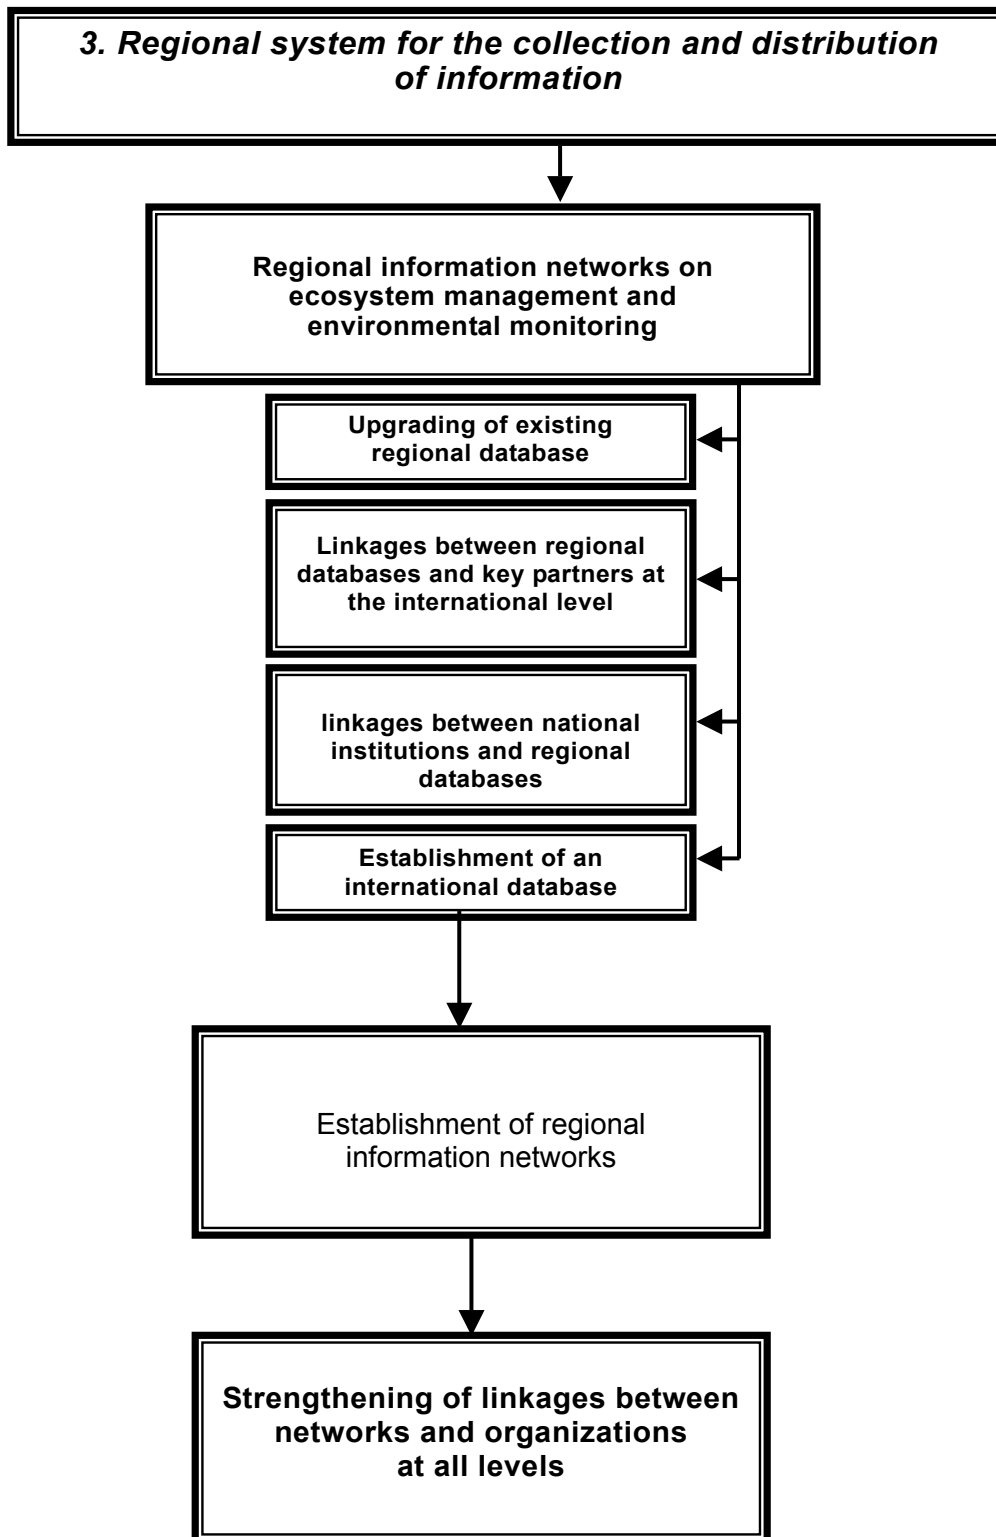 3. Regional system for the collection and distribution
of information
Regional information networks on
ecosystem management and
environmental monitoring
Upgrading of existing
regional database
Linkages between regional
databases and key partners at
the international level
linkages between national
institutions and regional
databases
Establishment of an
international database
Establishment of regional
information networks
Strengthening of linkages between
networks and organizations
at all levels